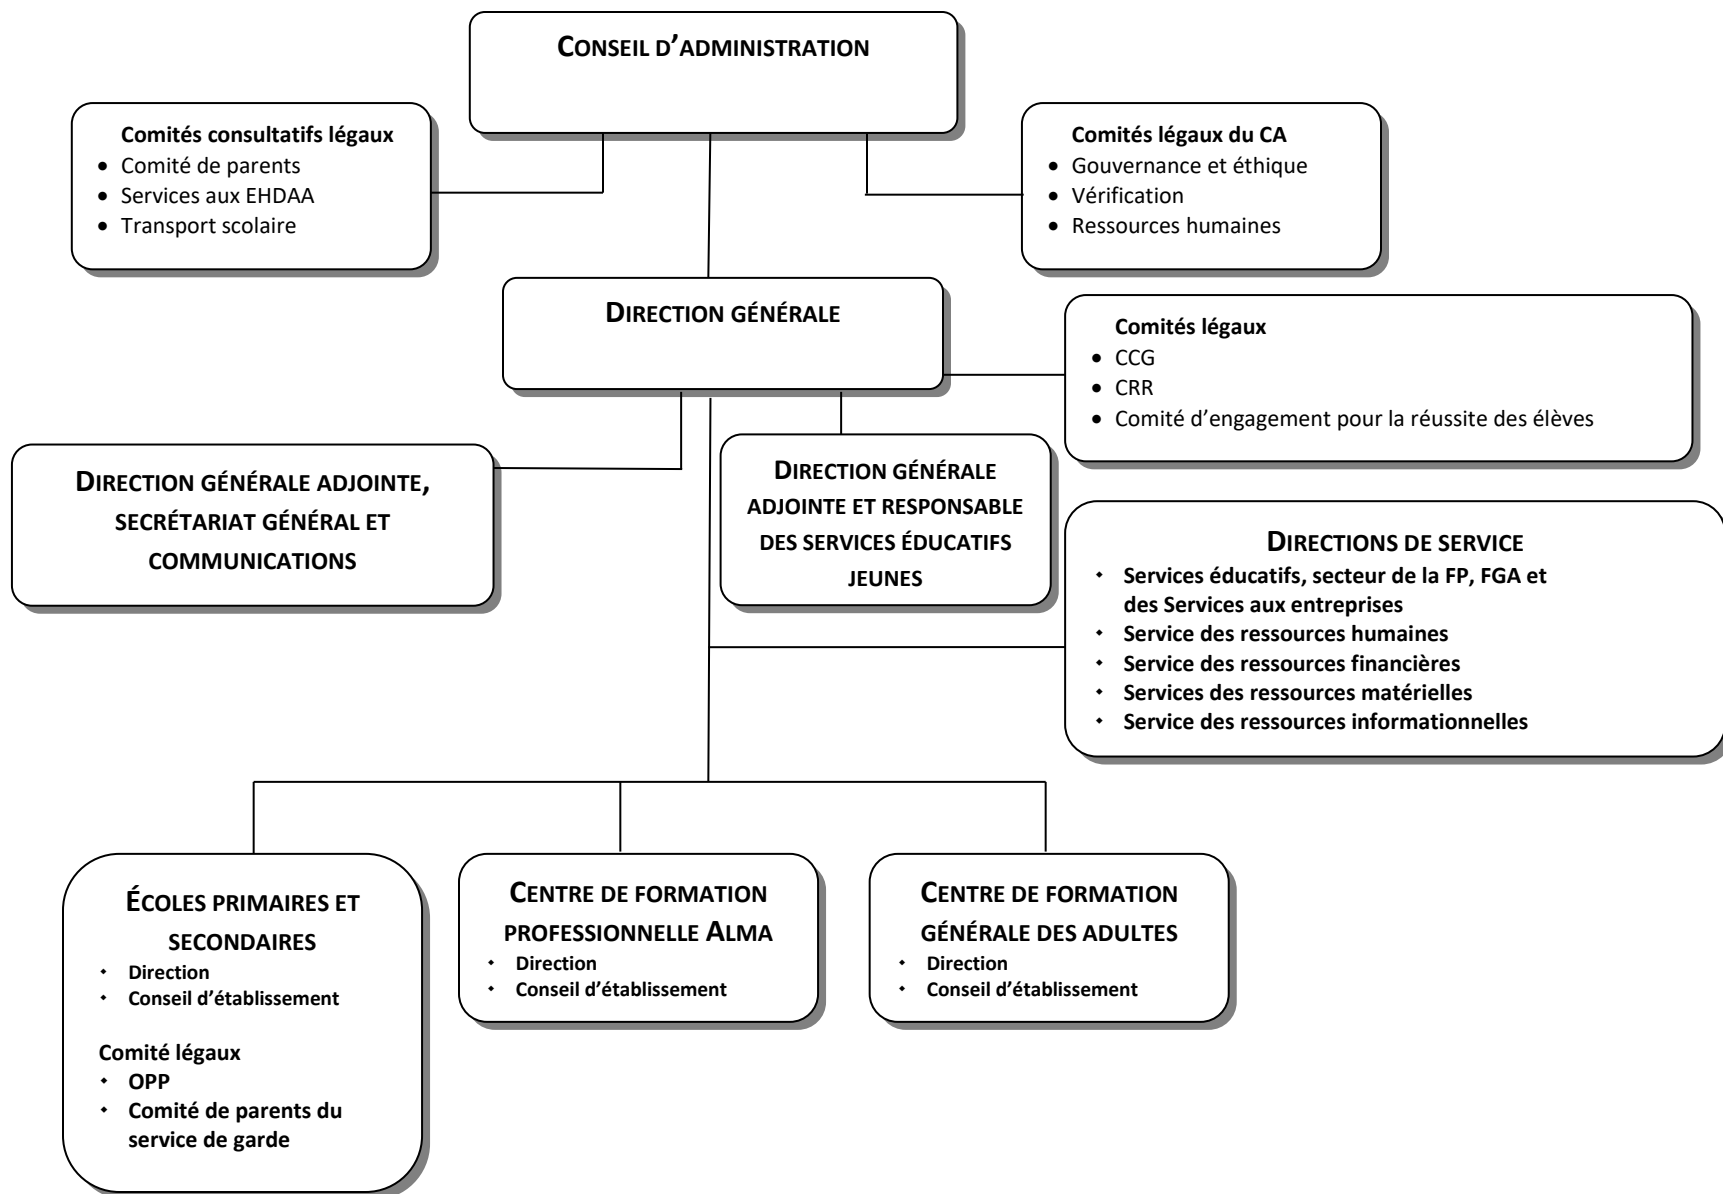 CONSEIL D'ADMINISTRATION
Comités consultatifs légaux
• Comité de parents
• Services aux EHDAA
• Transport scolaire
Comités légaux du CA
• Gouvernance et éthique
• Vérification
• Ressources humaines
DIRECTION GÉNÉRALE
Comités légaux
• CCG
• CRR
• Comité d'engagement pour la réussite des élèves
DIRECTION GÉNÉRALE ADJOINTE,
SECRÉTARIAT GÉNÉRAL ET
COMMUNICATIONS
DIRECTION GÉNÉRALE
ADJOINTE ET RESPONSABLE
DES SERVICES ÉDUCATIFS
JEUNES
DIRECTIONS DE SERVICE
• Services éducatifs, secteur de la FP, FGA et
des Services aux entreprises
• Service des ressources humaines
• Service des ressources financières
• Services des ressources matérielles
• Service des ressources informationnelles
ÉCOLES PRIMAIRES ET
SECONDAIRES
• Direction
• Conseil d'établissement
Comité légaux
• OPP
• Comité de parents du
service de garde
CENTRE DE FORMATION
PROFESSIONNELLE ALMA
• Direction
• Conseil d'établissement
CENTRE DE FORMATION
GÉNÉRALE DES ADULTES
• Direction
• Conseil d'établissement